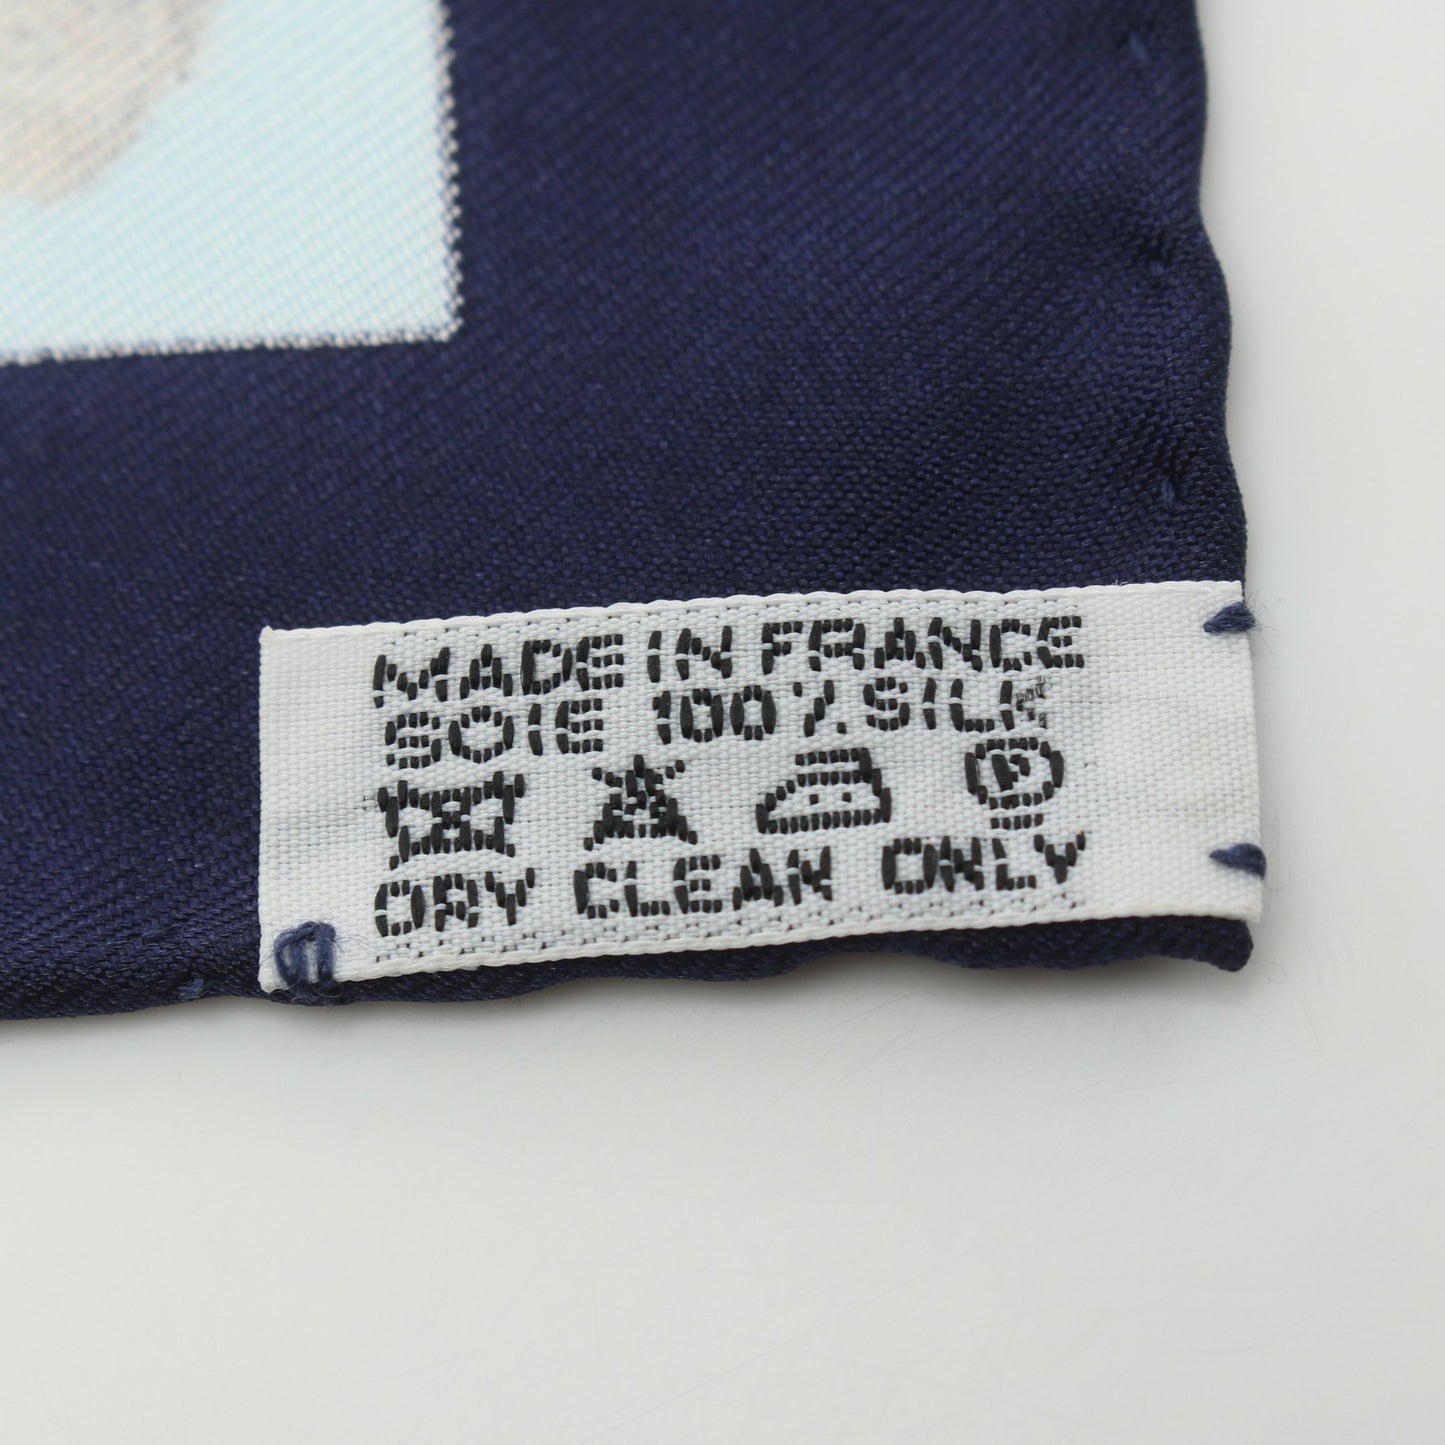 MADE IN FRANCE
SOIE 100% SILK
P
DRY CLEAN ONLY